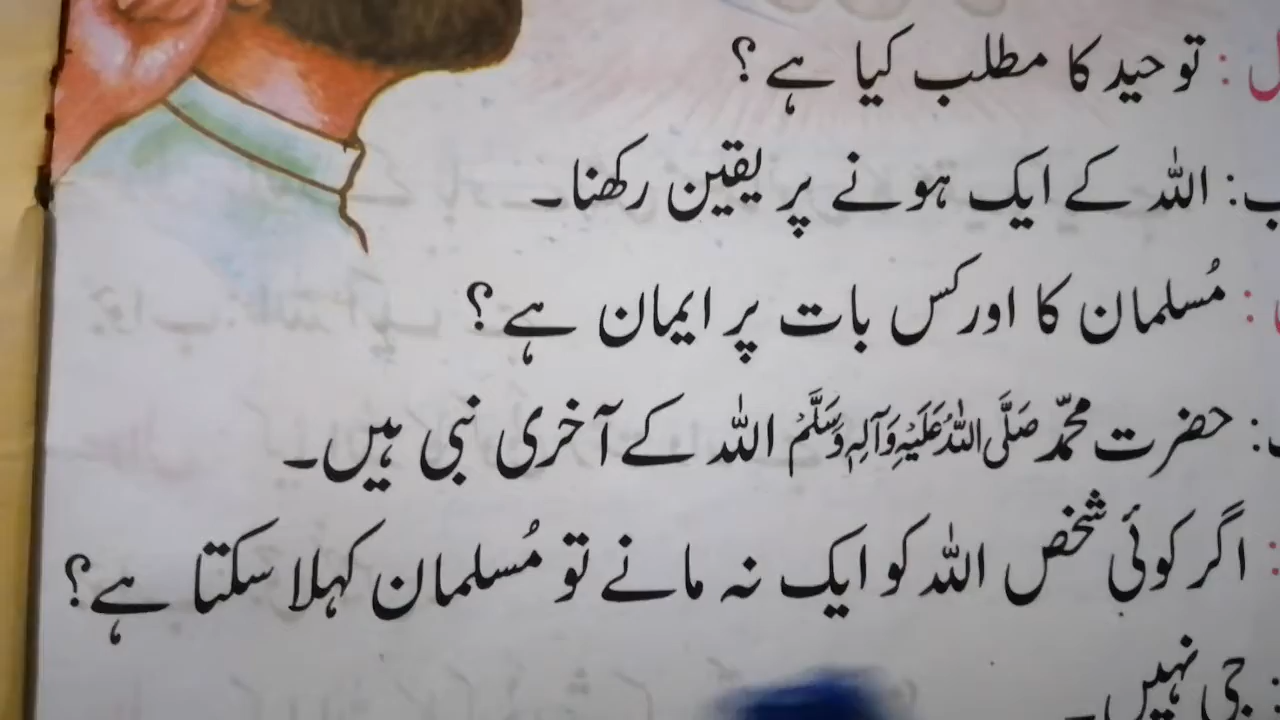 : توحید کا مطلب کیا ہے؟
: اللہ کے ایک ہونے پر یقین رکھنا۔
: مُسلمان کا اور کس بات پر ایمان ہے؟
: حضرت محمّد صَلَّی اللہُ عَلَیْہِ وَآلِہٖ وَسَلَّمْ اللہ کے آخری نبی ہیں۔
: اگر کوئی شخص اللہ کو ایک نہ مانے تو مُسلمان کہلا سکتا ہے؟
: جی نہیں۔